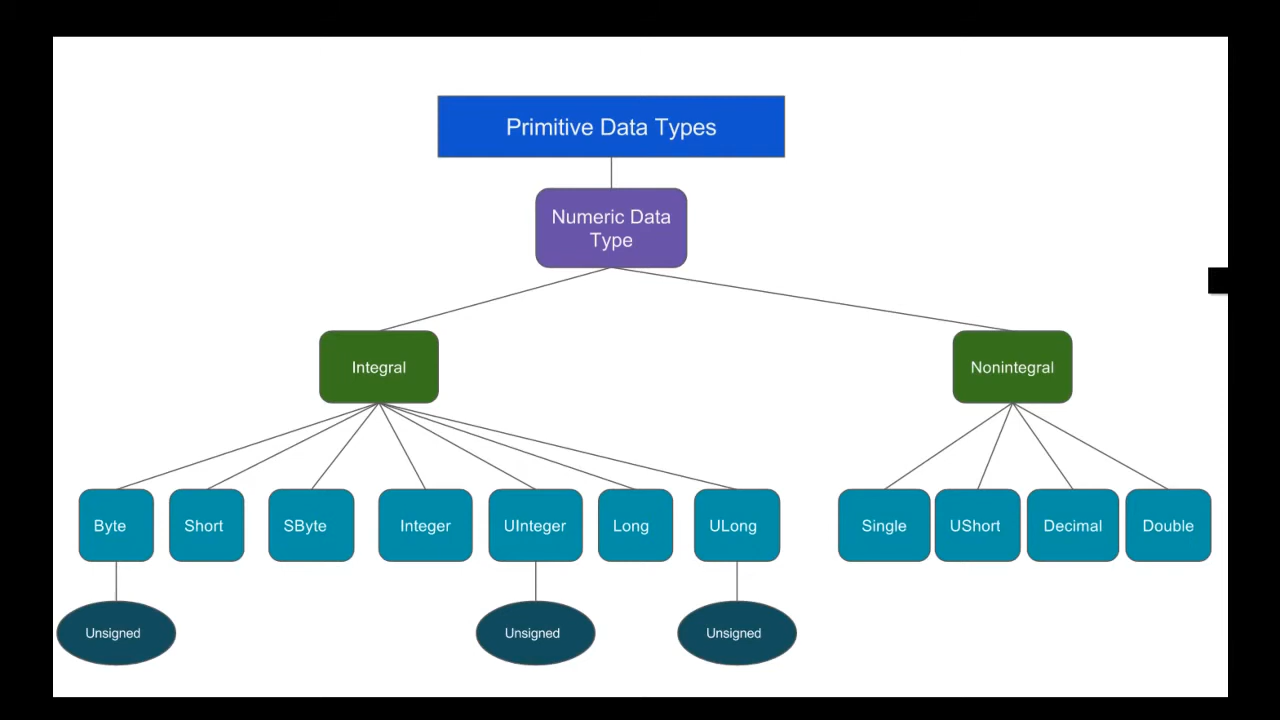 Primitive Data Types
Numeric Data
Type
Integral
Nonintegral
Byte
Short
SByte
Integer
UInteger
Long
ULong
Single
UShort
Decimal
Double
Unsigned
Unsigned
Unsigned